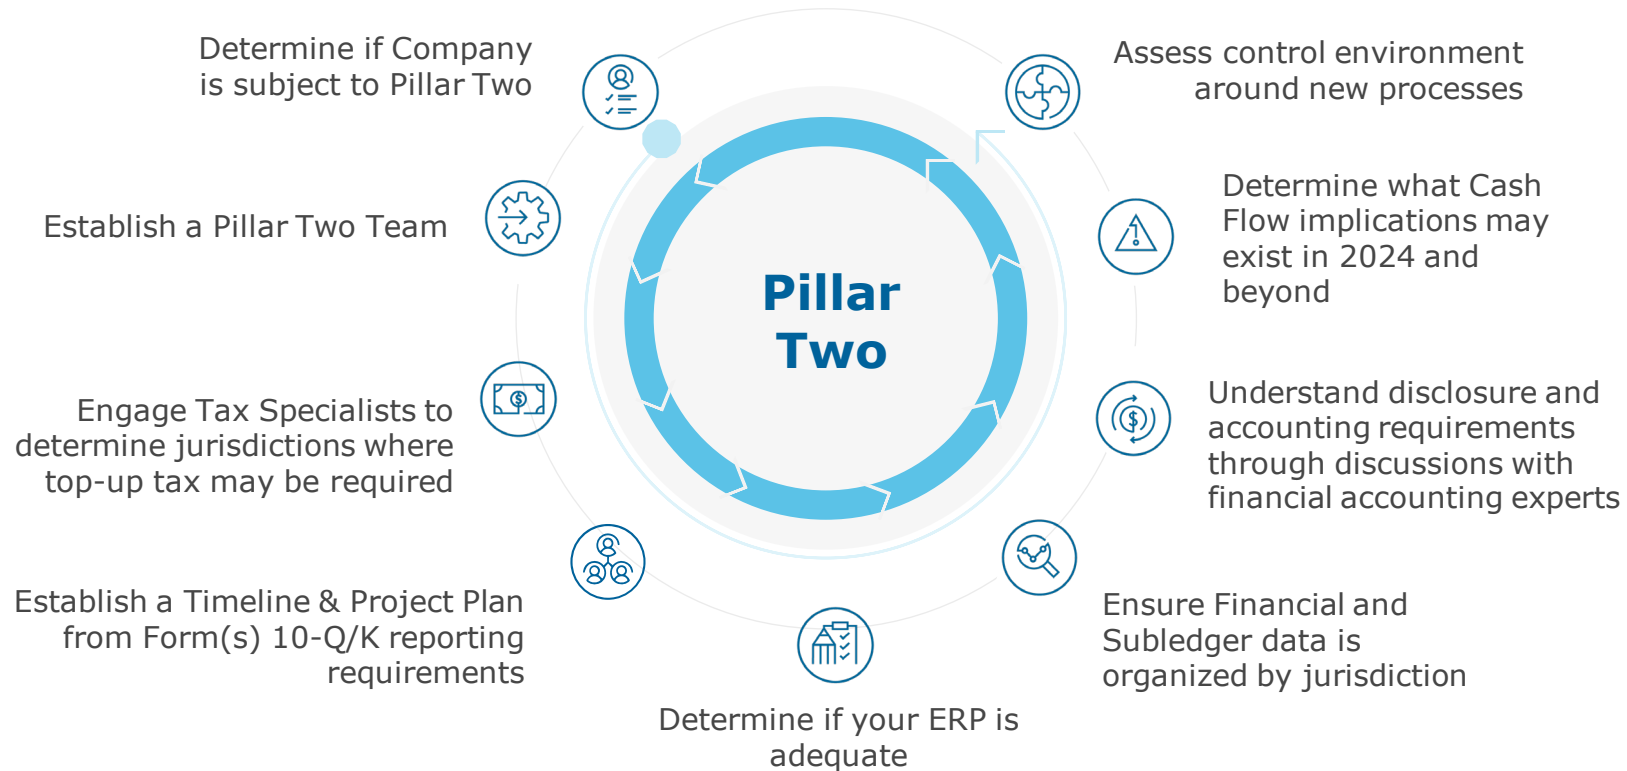 Determine if Company
is subject to Pillar Two
Establish a Pillar Two Team
Engage Tax Specialists to
determine jurisdictions where
top-up tax may be required
Establish a Timeline & Project Plan
from Form(s) 10-Q/K reporting
requirements
Determine if your ERP is
adequate
Ensure Financial and
Subledger data is
organized by jurisdiction
Understand disclosure and
accounting requirements
through discussions with
financial accounting experts
Determine what Cash
Flow implications may
exist in 2024 and
beyond
Assess control environment
around new processes
Pillar
Two